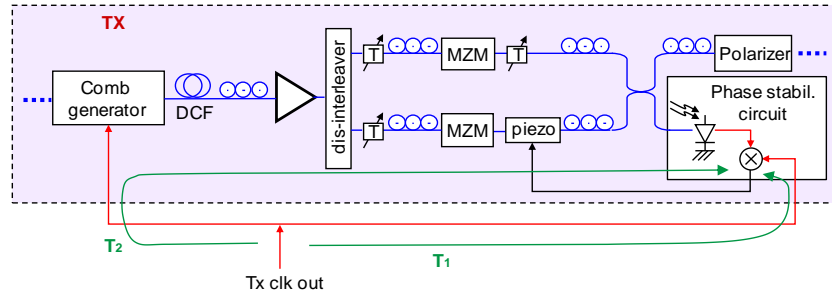 TX
Comb
generator
DCF
dis-interleaver
T
MZM
T
Polarizer
Phase stabil.
circuit
T
MZM
piezo
T2
T1
Tx clk out